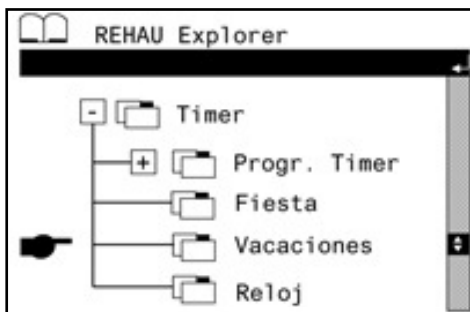 REHAU Explorer
Timer
Progr. Timer
Fiesta
Vacaciones
Reloj